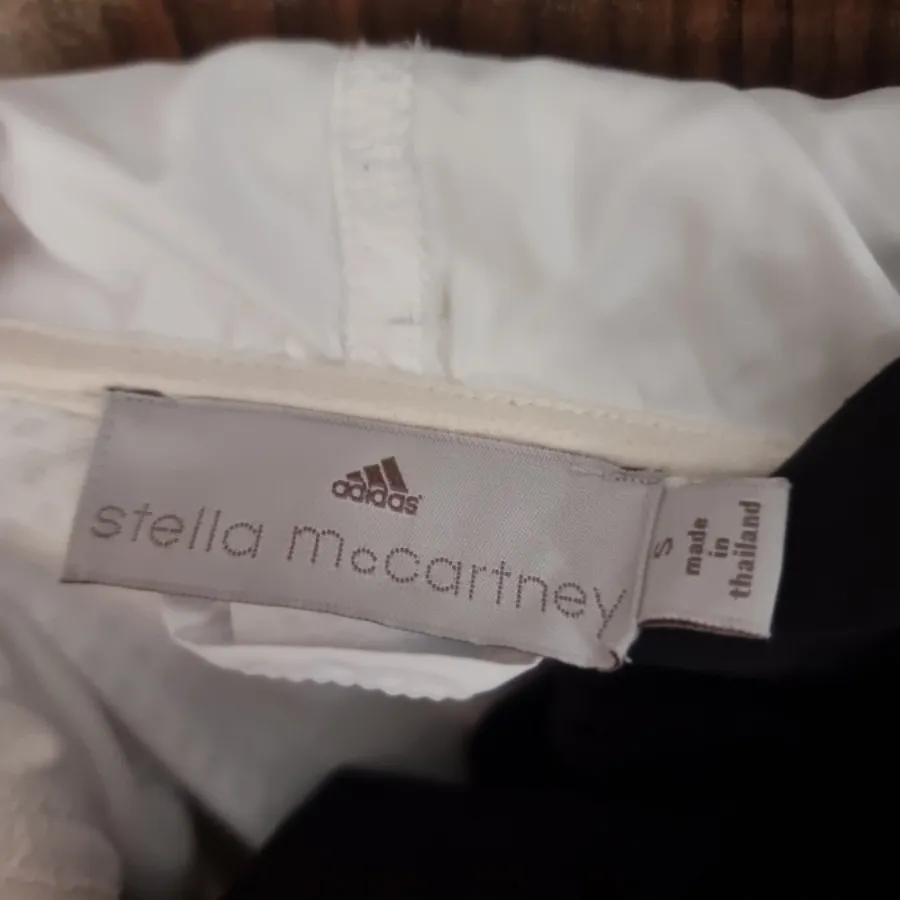 adidas
stella mccartney
S
made
in
thailand